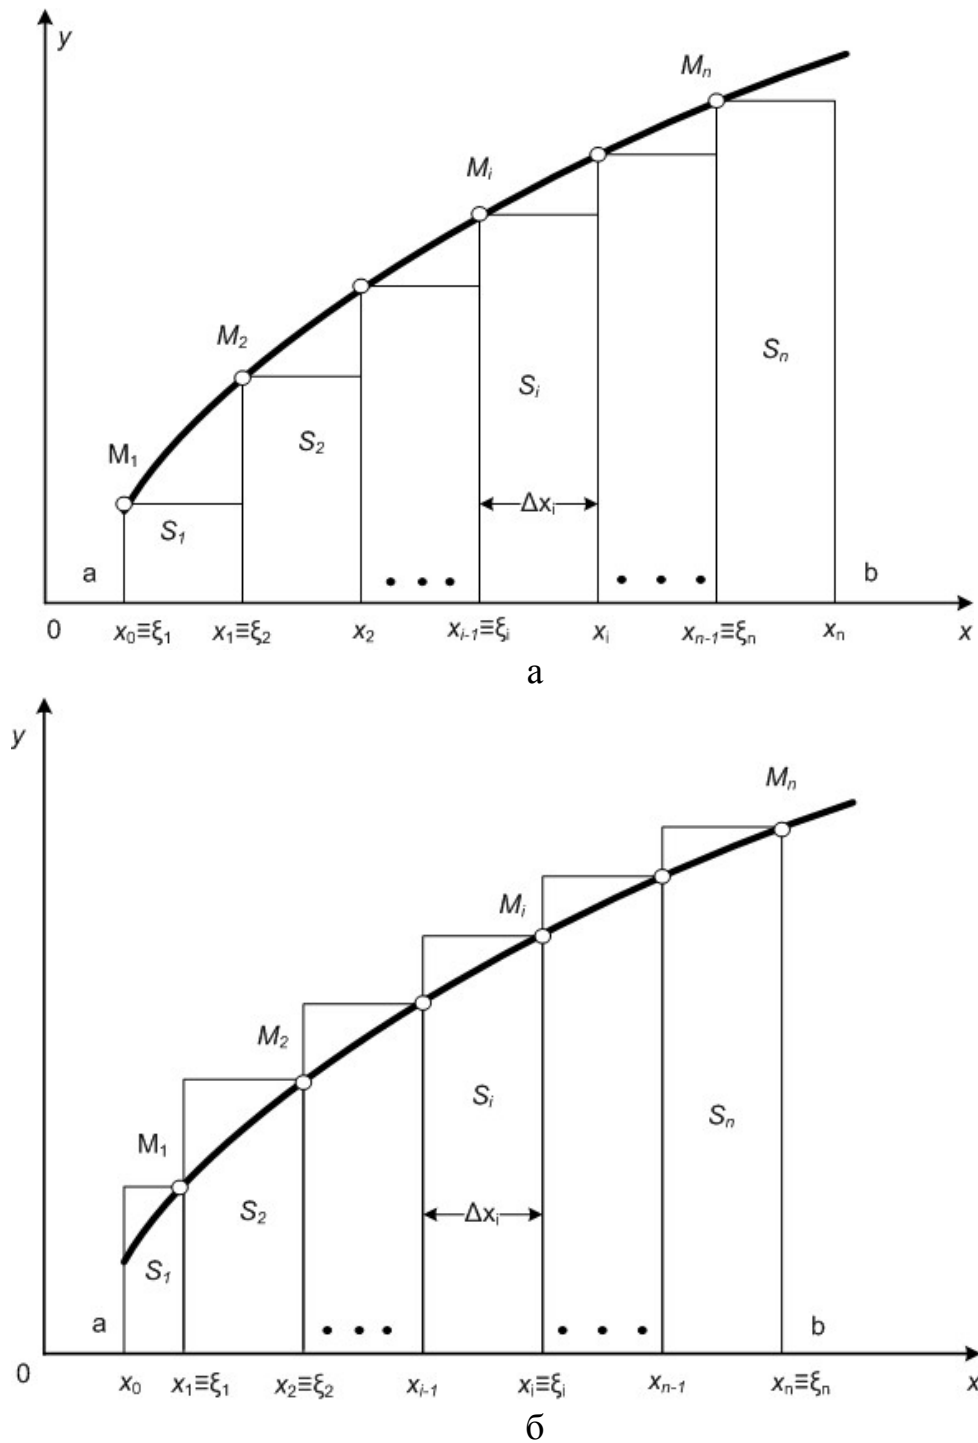 y
Mₙ
Mᵢ
M₂
Sₙ
Sᵢ
S₂
M₁
Δxᵢ
S₁
a b
0 x₀≡ξ₁ x₁≡ξ₂ x₂ xᵢ₋₁≡ξᵢ xᵢ xₙ₋₁≡ξₙ xₙ x
а
y
Mₙ
Mᵢ
M₂
Sᵢ
Sₙ
M₁
S₂ Δxᵢ
S₁
a b
0 x₀ x₁≡ξ₁ x₂≡ξ₂ xᵢ₋₁ xᵢ≡ξᵢ xₙ₋₁ xₙ≡ξₙ x
б